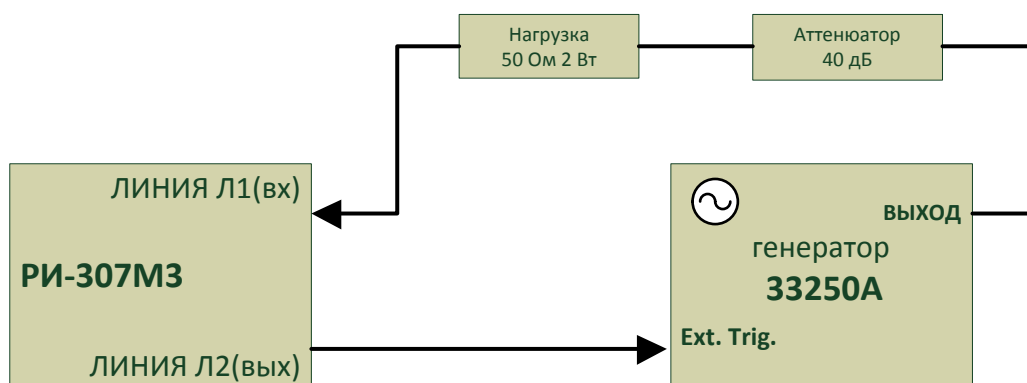 Нагрузка
50 Ом 2 Вт
Аттенюатор
40 дБ
ЛИНИЯ Л1(вх)
РИ-307М3
ЛИНИЯ Л2(вых)
ВЫХОД
генератор
33250А
Ext. Trig.